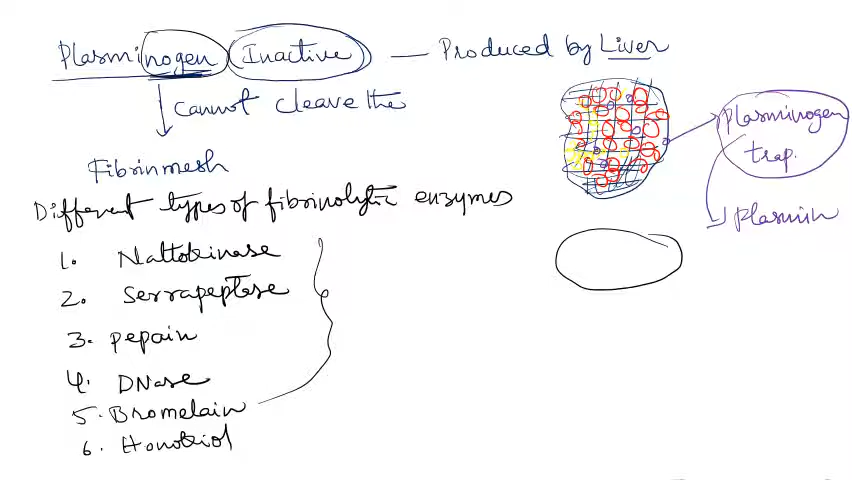 Plasminogen Inactive — Produced by Liver
Cannot cleave the
Fibrinmesh
Plasminogen
trap.
Plasmin
Different types of fibrinolytic enzymes
1. Nattokinase
2. Serrapeptase
3. pepain
4. DNase
5. Bromelain
6. Honokiol